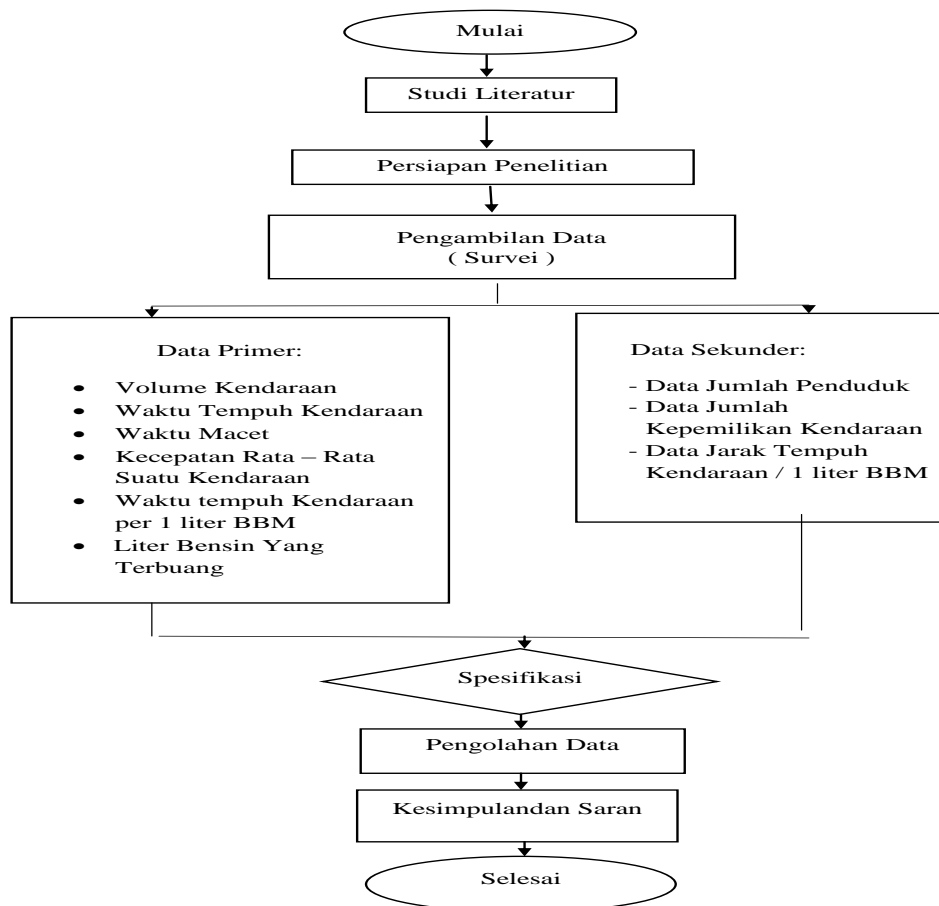 Mulai
Studi Literatur
Persiapan Penelitian
Pengambilan Data
( Survei )
Data Primer:
• Volume Kendaraan
• Waktu Tempuh Kendaraan
• Waktu Macet
• Kecepatan Rata – Rata
Suatu Kendaraan
• Waktu tempuh Kendaraan
per 1 liter BBM
• Liter Bensin Yang
Terbuang
Data Sekunder:
- Data Jumlah Penduduk
- Data Jumlah
Kepemilikan Kendaraan
- Data Jarak Tempuh
Kendaraan / 1 liter BBM
Spesifikasi
Pengolahan Data
Kesimpulandan Saran
Selesai